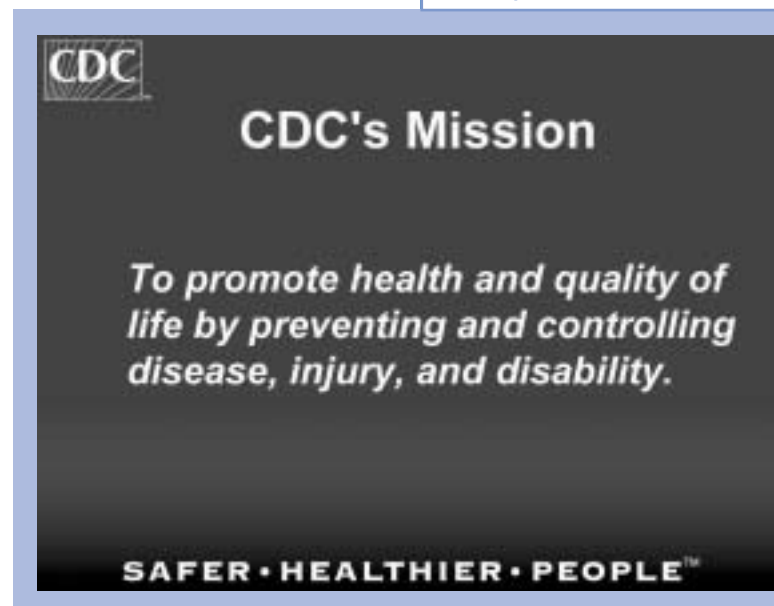 CDC
CDC's Mission
To promote health and quality of
life by preventing and controlling
disease, injury, and disability.
SAFER • HEALTHIER • PEOPLE™